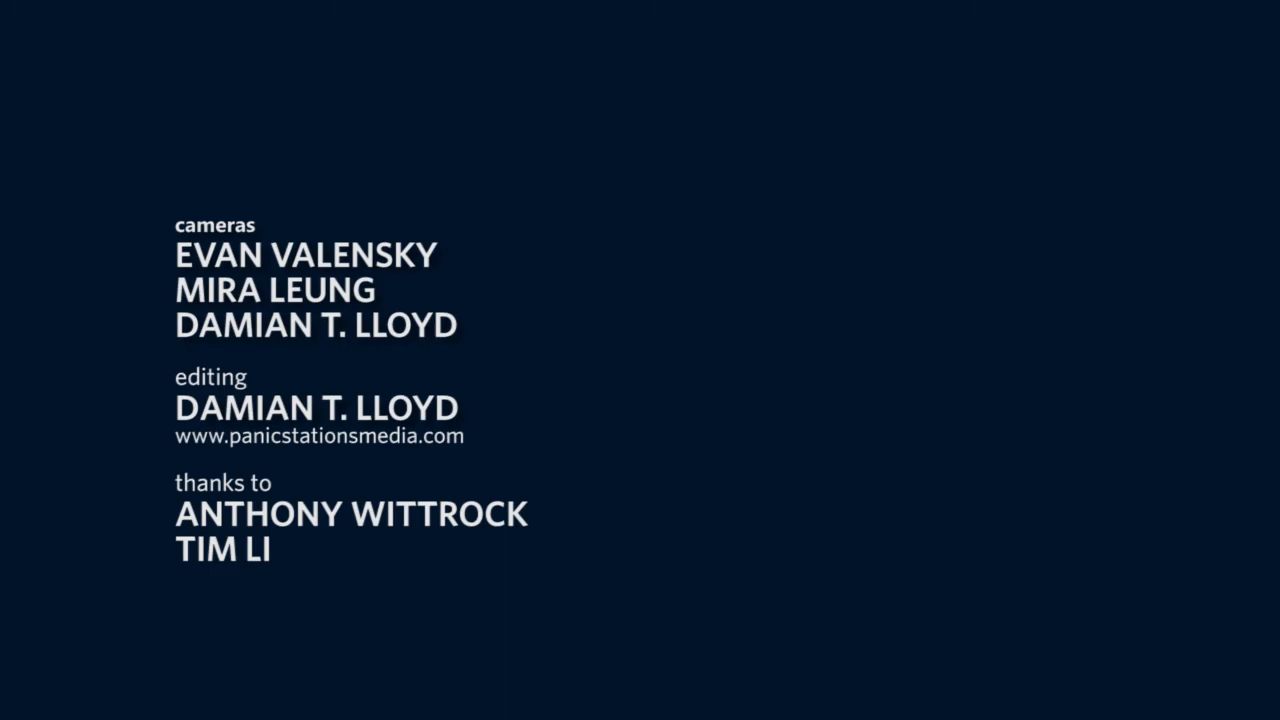 cameras
EVAN VALENSKY
MIRA LEUNG
DAMIAN T. LLOYD
editing
DAMIAN T. LLOYD
www.panicstationsmedia.com
thanks to
ANTHONY WITTROCK
TIM LI